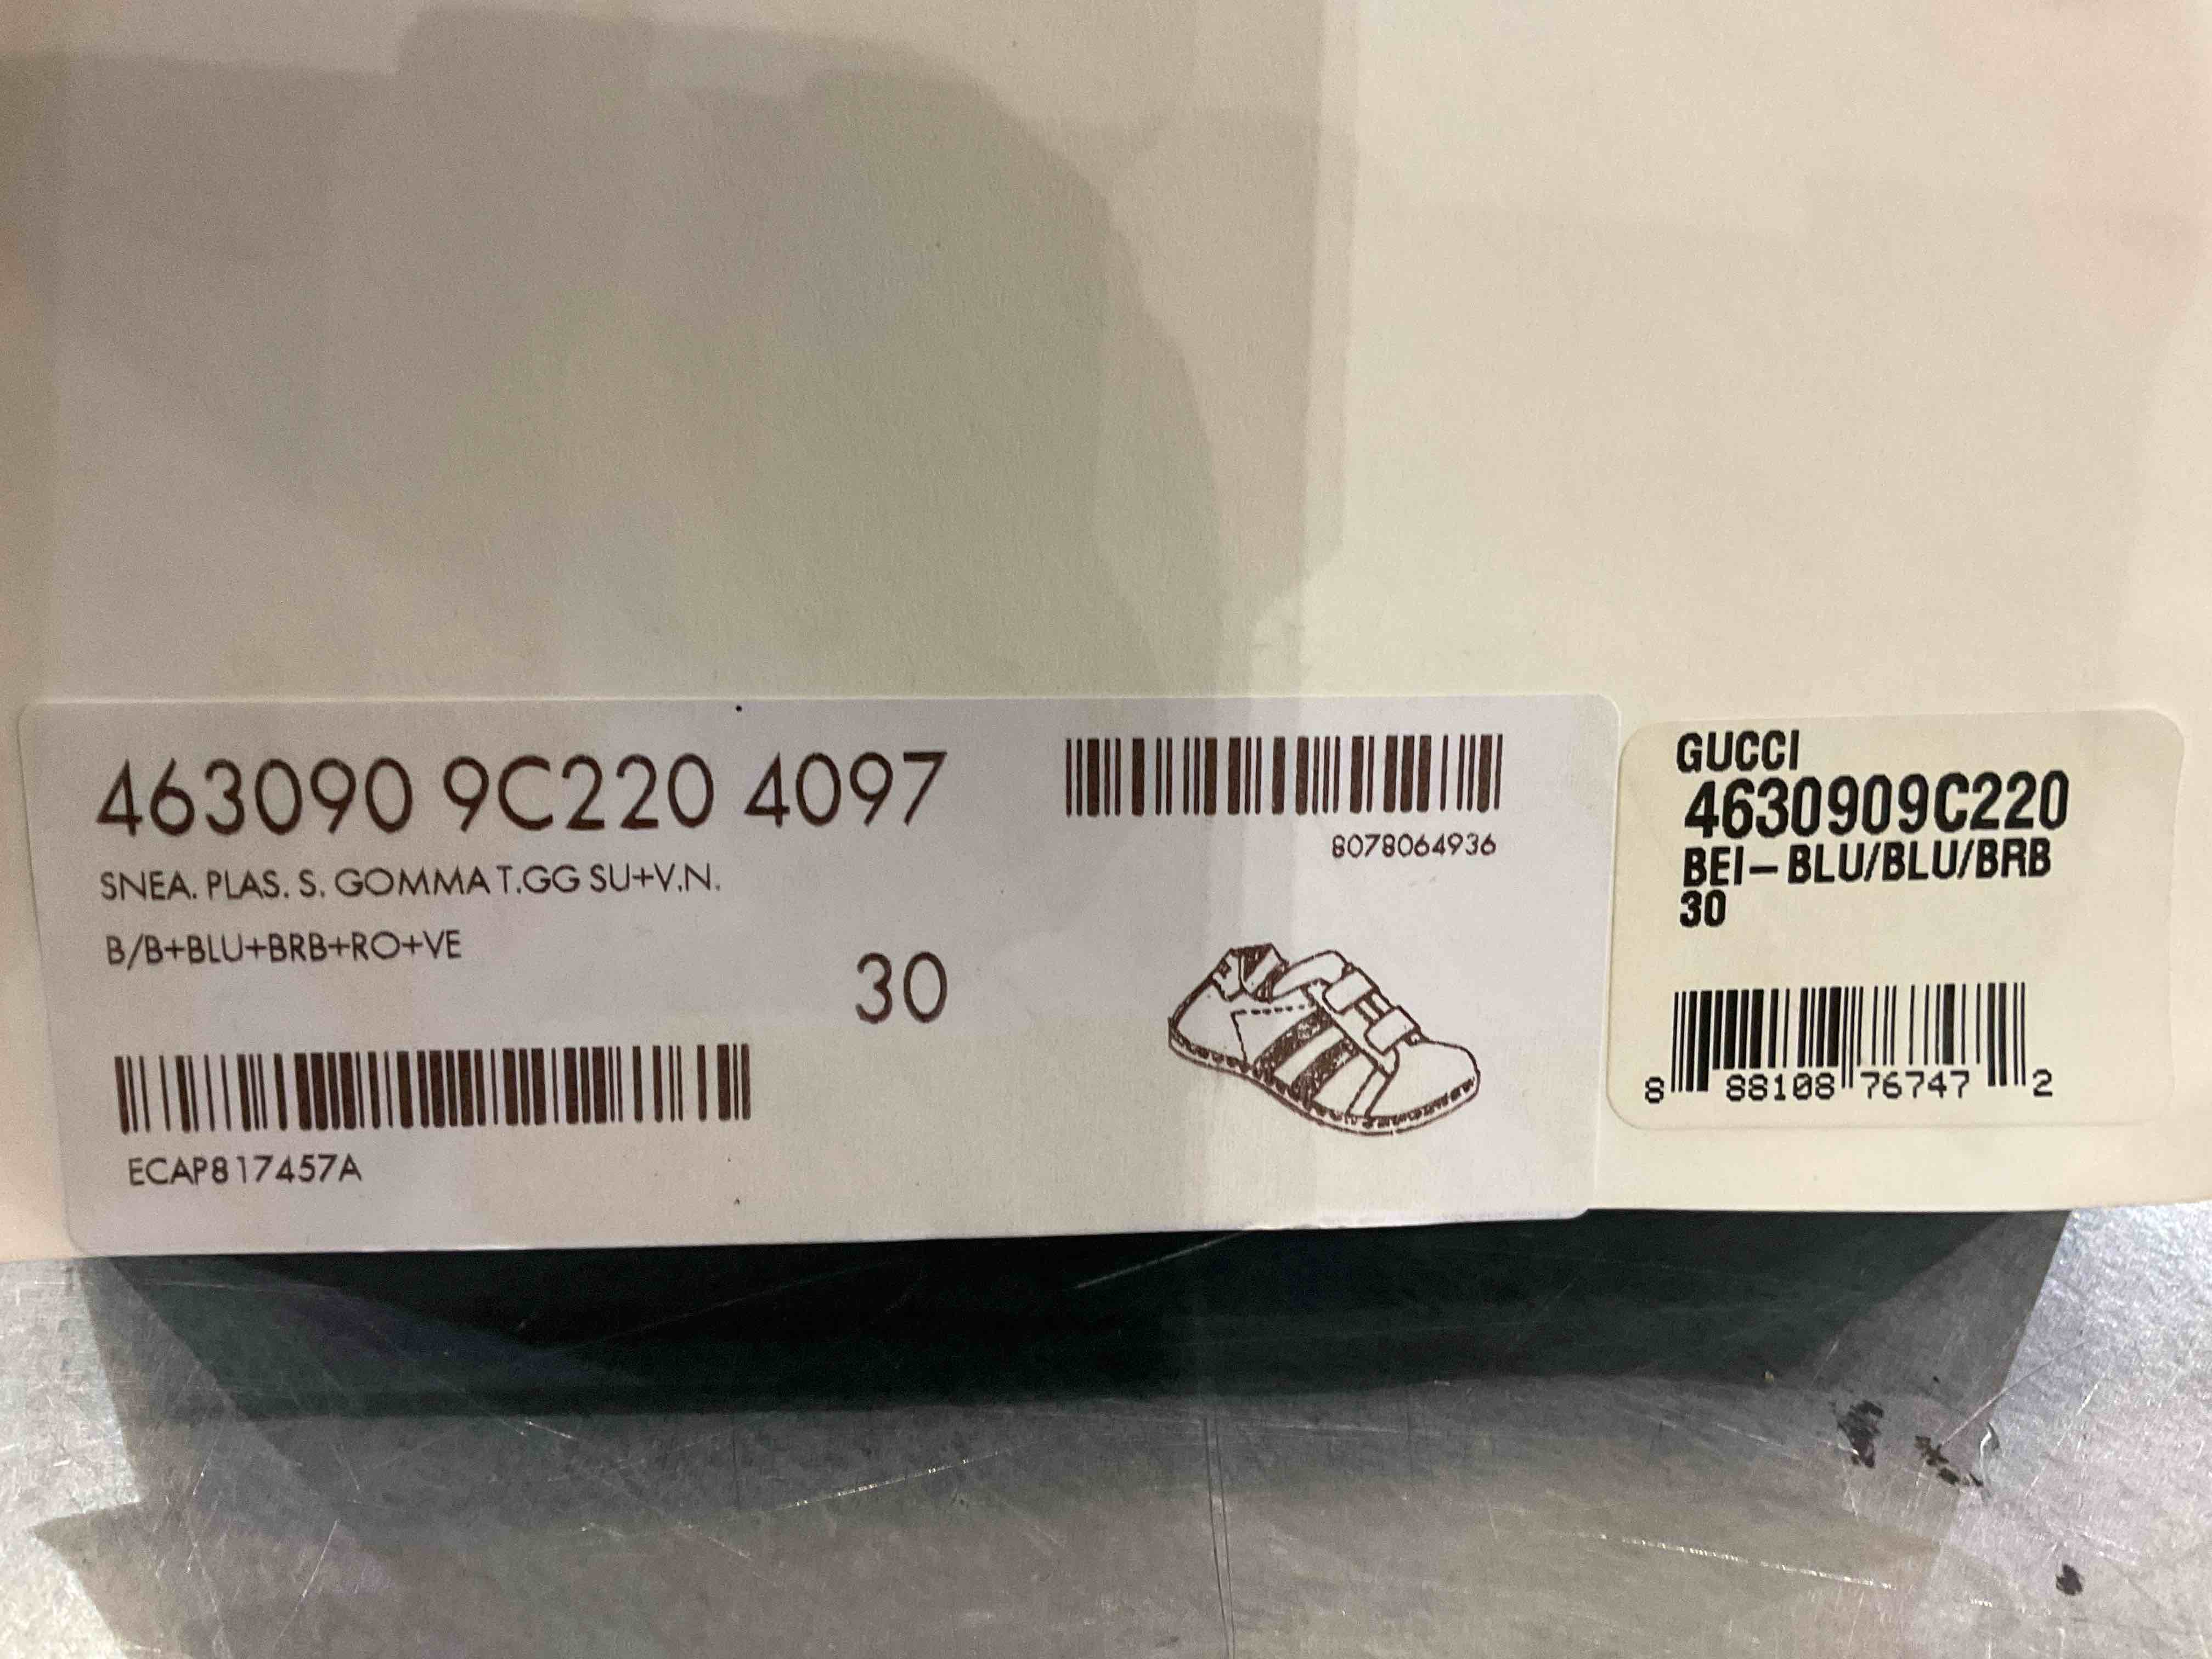 463090 9C220 4097
SNEA. PLAS. S. GOMMA T.GG SU+V.N.
B/B+BLU+BRB+RO+VE
30
ECAP817457A
8078064936
GUCCI
4630909C220
BEI-BLU/BLU/BRB
30
8 88108 76747 2